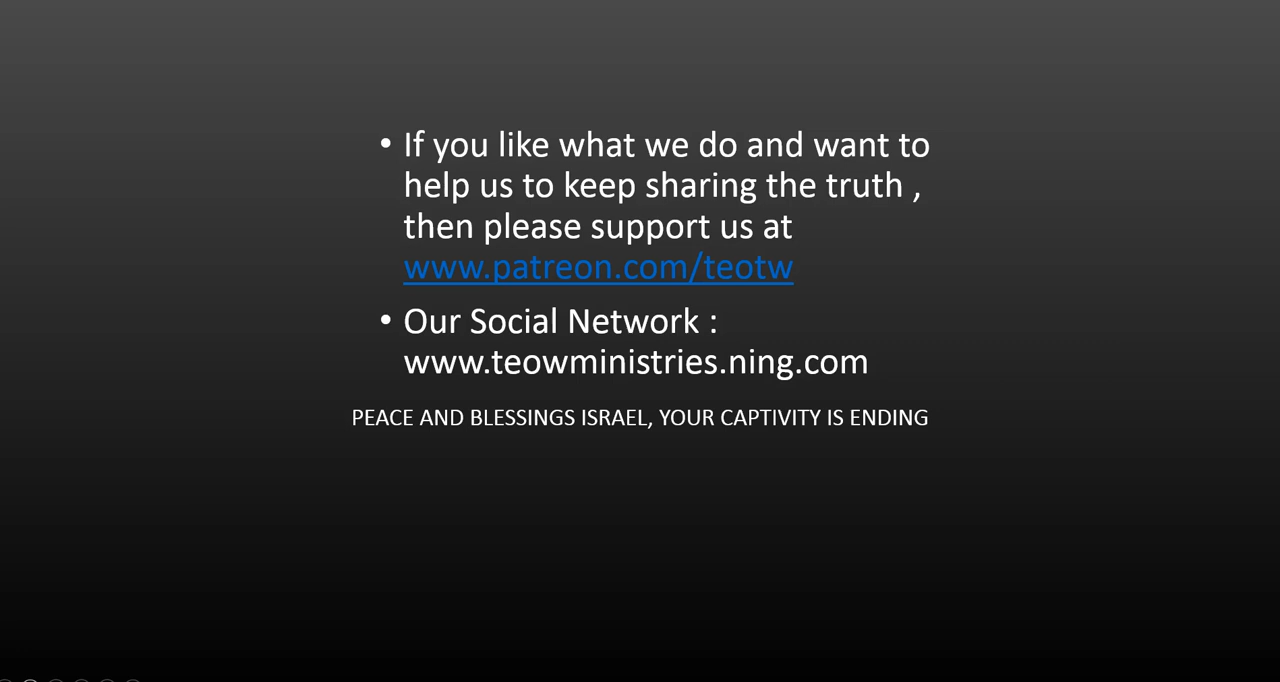 • If you like what we do and want to
help us to keep sharing the truth ,
then please support us at
www.patreon.com/teotw
• Our Social Network :
www.teowministries.ning.com
PEACE AND BLESSINGS ISRAEL, YOUR CAPTIVITY IS ENDING